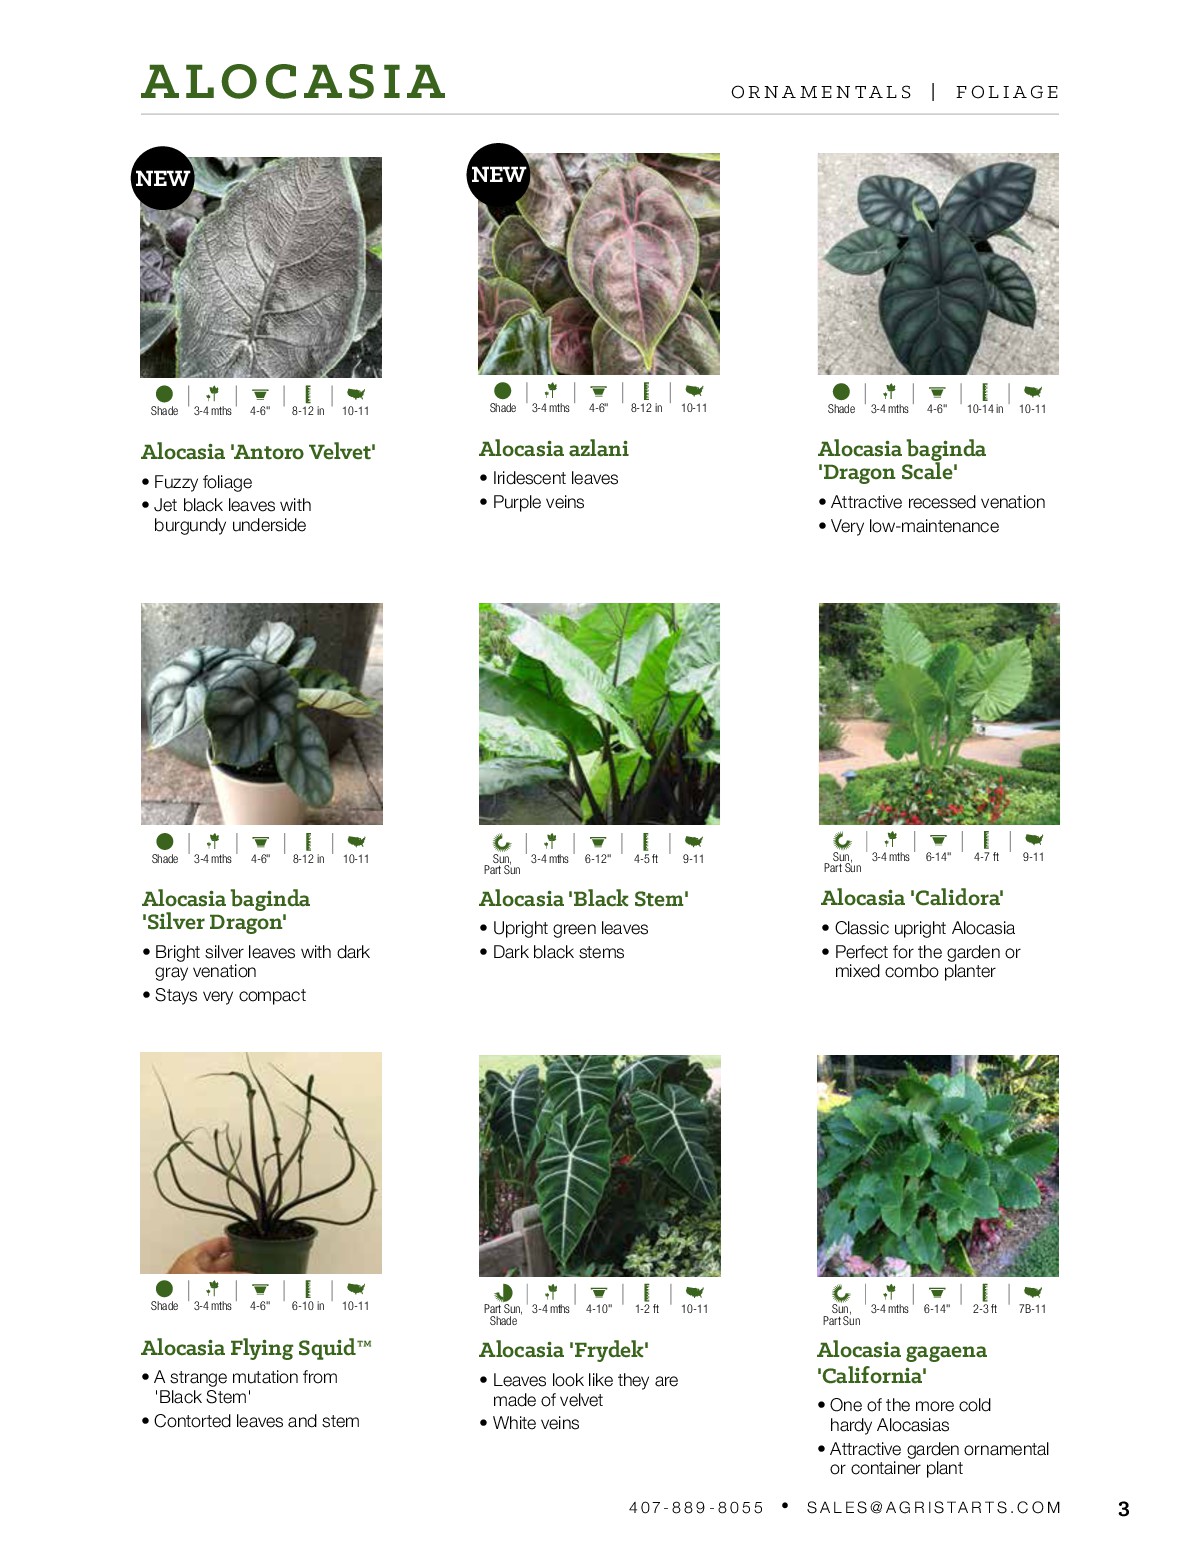 ALOCASIA
ORNAMENTALS | FOLIAGE
NEW
Shade 3-4 mths 4-6" 8-12 in 10-11
Alocasia 'Antoro Velvet'
• Fuzzy foliage
• Jet black leaves with
burgundy underside
NEW
Shade 3-4 mths 4-6" 8-12 in 10-11
Alocasia azlani
• Iridescent leaves
• Purple veins
Shade 3-4 mths 4-6" 10-14 in 10-11
Alocasia baginda
'Dragon Scale'
• Attractive recessed venation
• Very low-maintenance
Shade 3-4 mths 4-6" 8-12 in 10-11
Alocasia baginda
'Silver Dragon'
• Bright silver leaves with dark
gray venation
• Stays very compact
Sun, 3-4 mths 6-12" 4-5 ft 9-11
Part Sun
Alocasia 'Black Stem'
• Upright green leaves
• Dark black stems
Sun, 3-4 mths 6-14" 4-7 ft 9-11
Part Sun
Alocasia 'Calidora'
• Classic upright Alocasia
• Perfect for the garden or
mixed combo planter
Shade 3-4 mths 4-6" 6-10 in 10-11
Alocasia Flying Squid™
• A strange mutation from
'Black Stem'
• Contorted leaves and stem
Part Sun, 3-4 mths 4-10" 1-2 ft 10-11
Shade
Alocasia 'Frydek'
• Leaves look like they are
made of velvet
• White veins
Sun, 3-4 mths 6-14" 2-3 ft 7B-11
Part Sun
Alocasia gagaena
'California'
• One of the more cold
hardy Alocasias
• Attractive garden ornamental
or container plant
407-889-8055 • SALES@AGRISTARTS.COM 3